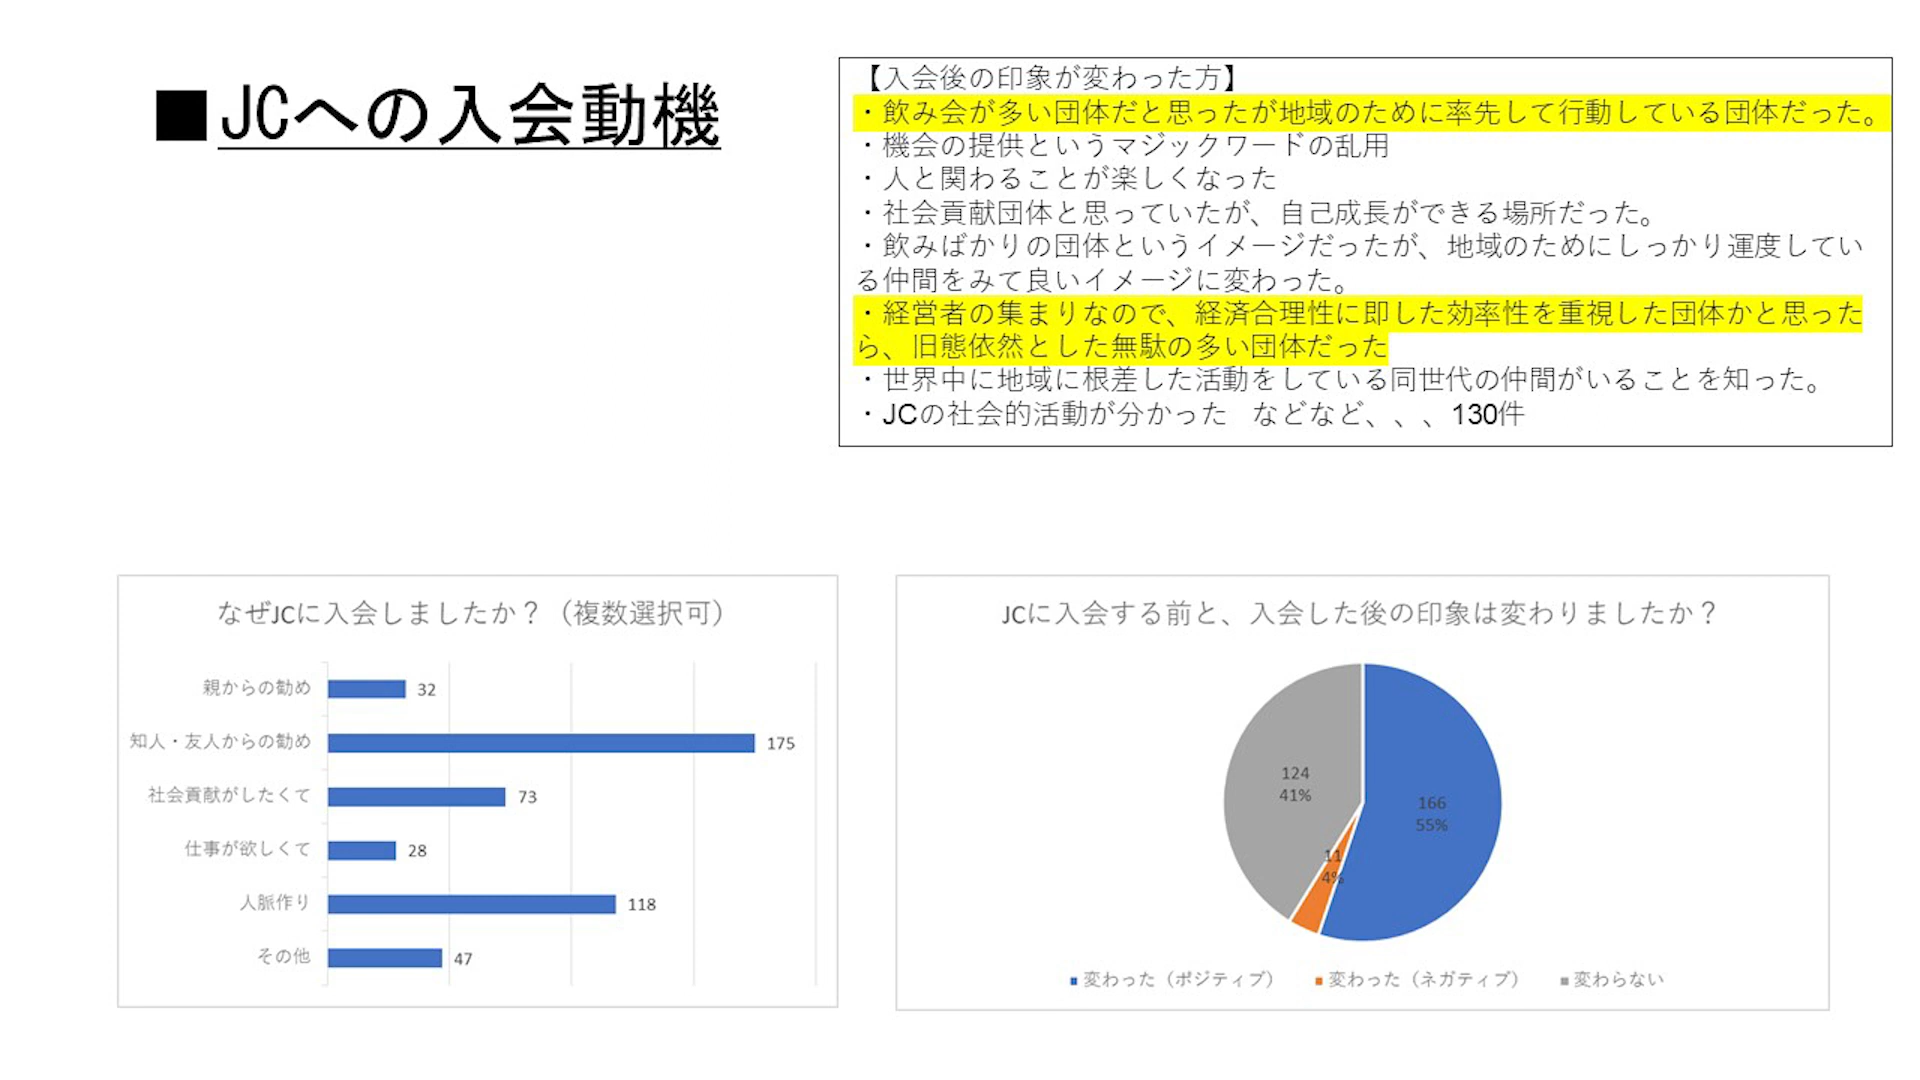 ■JCへの入会動機
【入会後の印象が変わった方】
・飲み会が多い団体だと思ったが地域のために率先して行動している団体だった。
・機会の提供というマジックワードの乱用
・人と関わることが楽しくなった
・社会貢献団体と思っていたが、自己成長ができる場所だった。
・飲みばかりの団体というイメージだったが、地域のためにしっかり運度してい
る仲間をみて良いイメージに変わった。
・経営者の集まりなので、経済合理性に即した効率性を重視した団体かと思った
ら、旧態依然とした無駄の多い団体だった
・世界中に地域に根差した活動をしている同世代の仲間がいることを知った。
・JCの社会的活動が分かった　などなど、、、130件
なぜJCに入会しましたか？（複数選択可）
親からの勧め 32
知人・友人からの勧め 175
社会貢献がしたくて 73
仕事が欲しくて 28
人脈作り 118
その他 47
JCに入会する前と、入会した後の印象は変わりましたか？
124
41%
166
55%
11
4%
変わった（ポジティブ） 変わった（ネガティブ） 変わらない